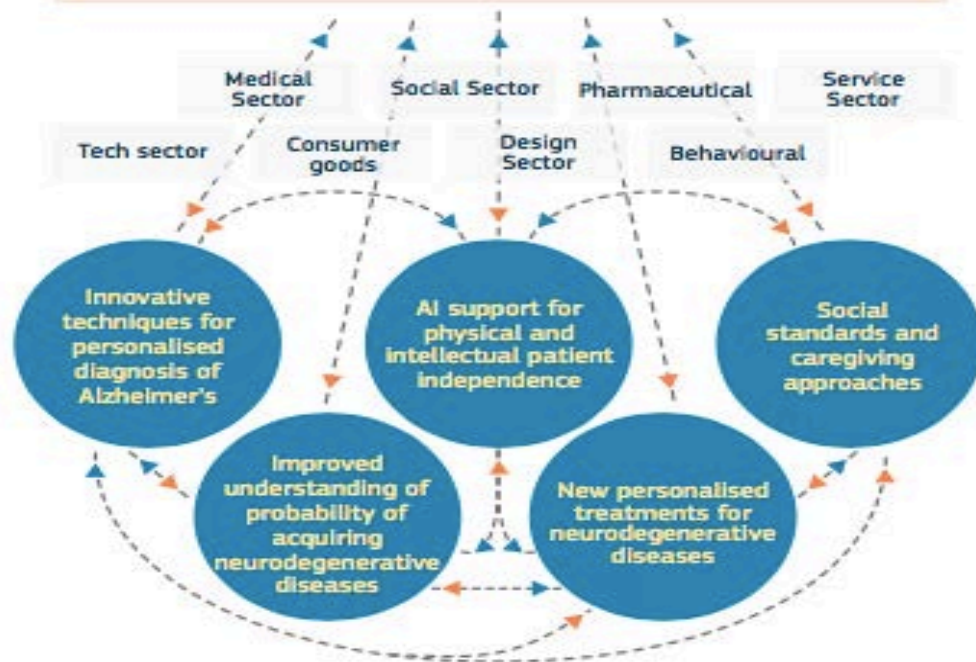 Medical
Sector
Social Sector
Pharmaceutical
Service
Sector
Tech sector
Consumer
goods
Design
Sector
Behavioural
Innovative
techniques for
personalised
diagnosis of
Alzheimer's
AI support for
physical and
intellectual patient
independence
Social
standards and
caregiving
approaches
Improved
understanding of
probability of
acquiring
neurodegenerative
diseases
New personalised
treatments for
neurodegenerative
diseases